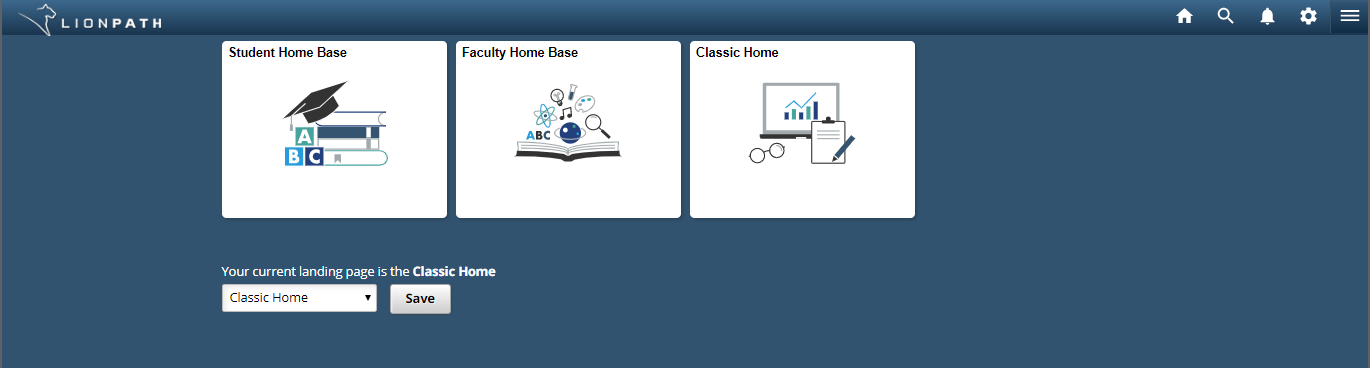 LIONPATH
Student Home Base
Faculty Home Base
Classic Home
A
B C
ABC
Your current landing page is the Classic Home
Classic Home
Save